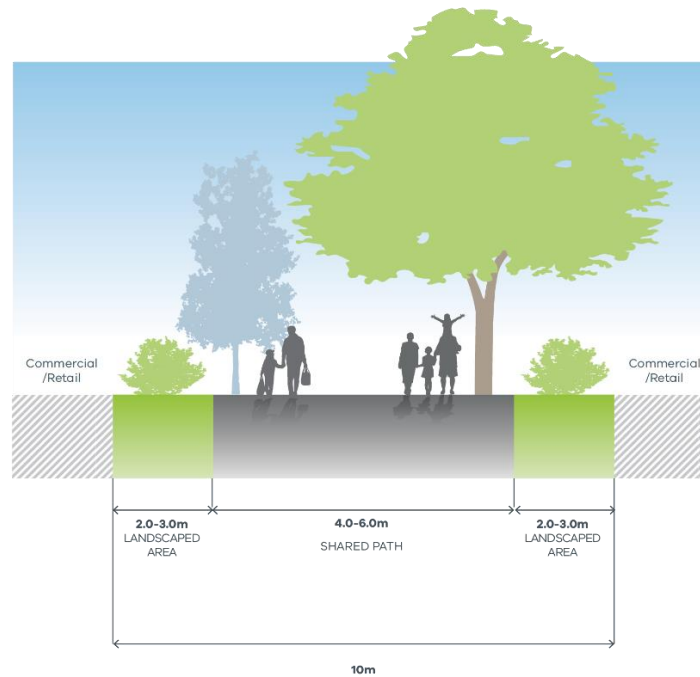 Commercial
/Retail
Commercial
/Retail
2.0-3.0m
LANDSCAPED
AREA
4.0-6.0m
SHARED PATH
2.0-3.0m
LANDSCAPED
AREA
10m